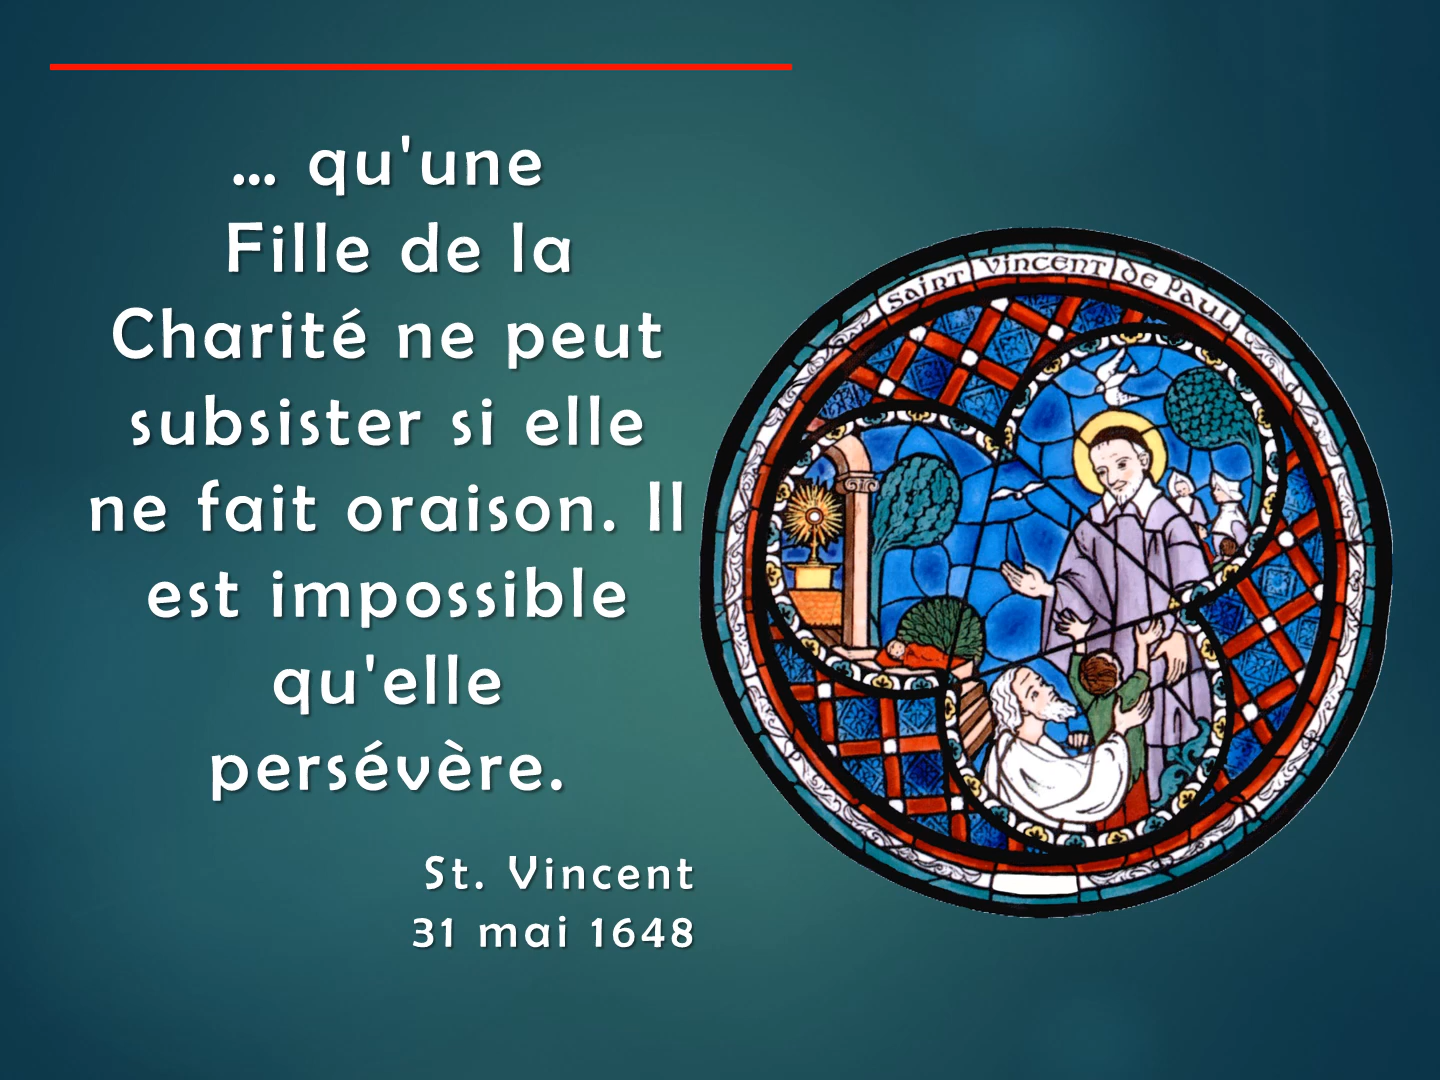 ... qu'une
Fille de la
Charité ne peut
subsister si elle
ne fait oraison. Il
est impossible
qu'elle
persévère.
St. Vincent
31 mai 1648
Saint Vincent de Paul